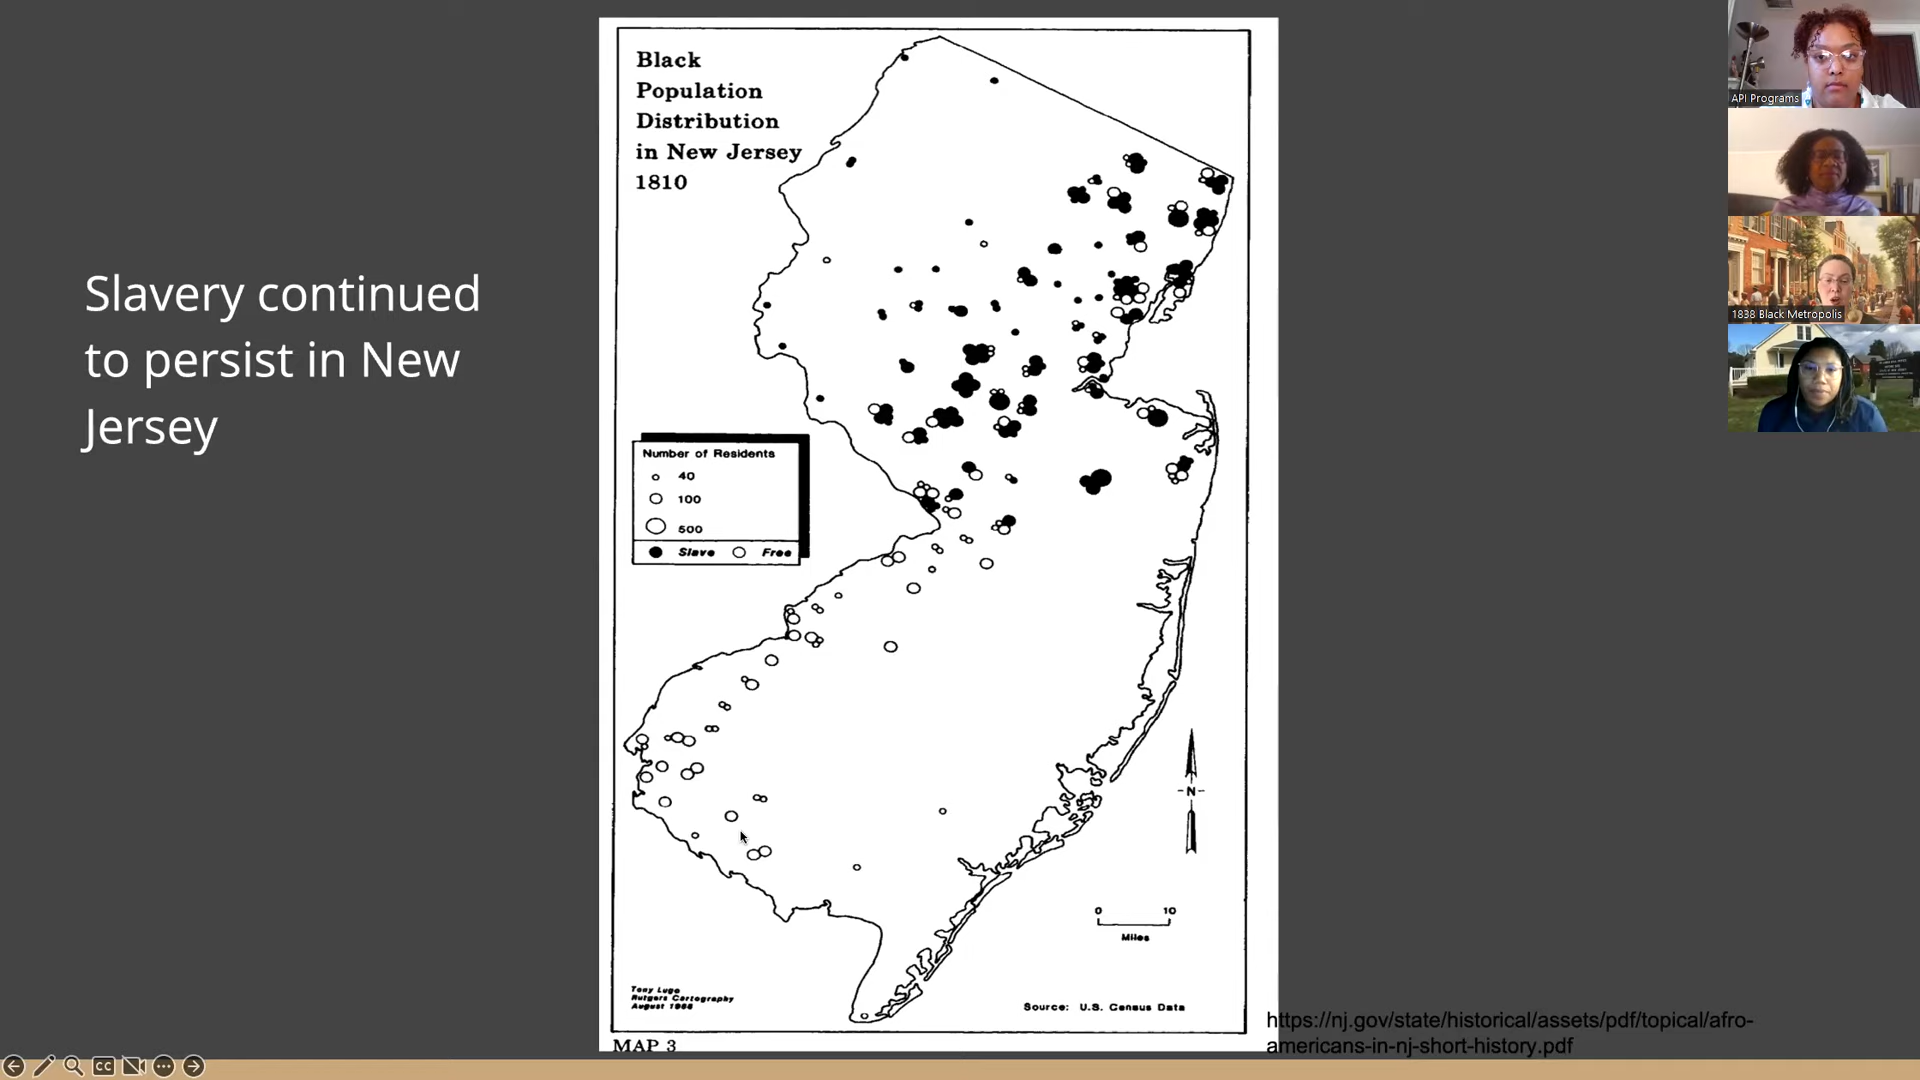 Slavery continued
to persist in New
Jersey
Black
Population
Distribution
in New Jersey
1810
Number of Residents
40
100
500
Slave Free
N
0 10
Miles
Tony Lugo
Rutgers Cartography
Source: U.S. Census Data
MAP 3
https://nj.gov/state/historical/assets/pdf/topical/afro-
americans-in-nj-short-history.pdf
API Programs
1838 Black Metropolis
CC